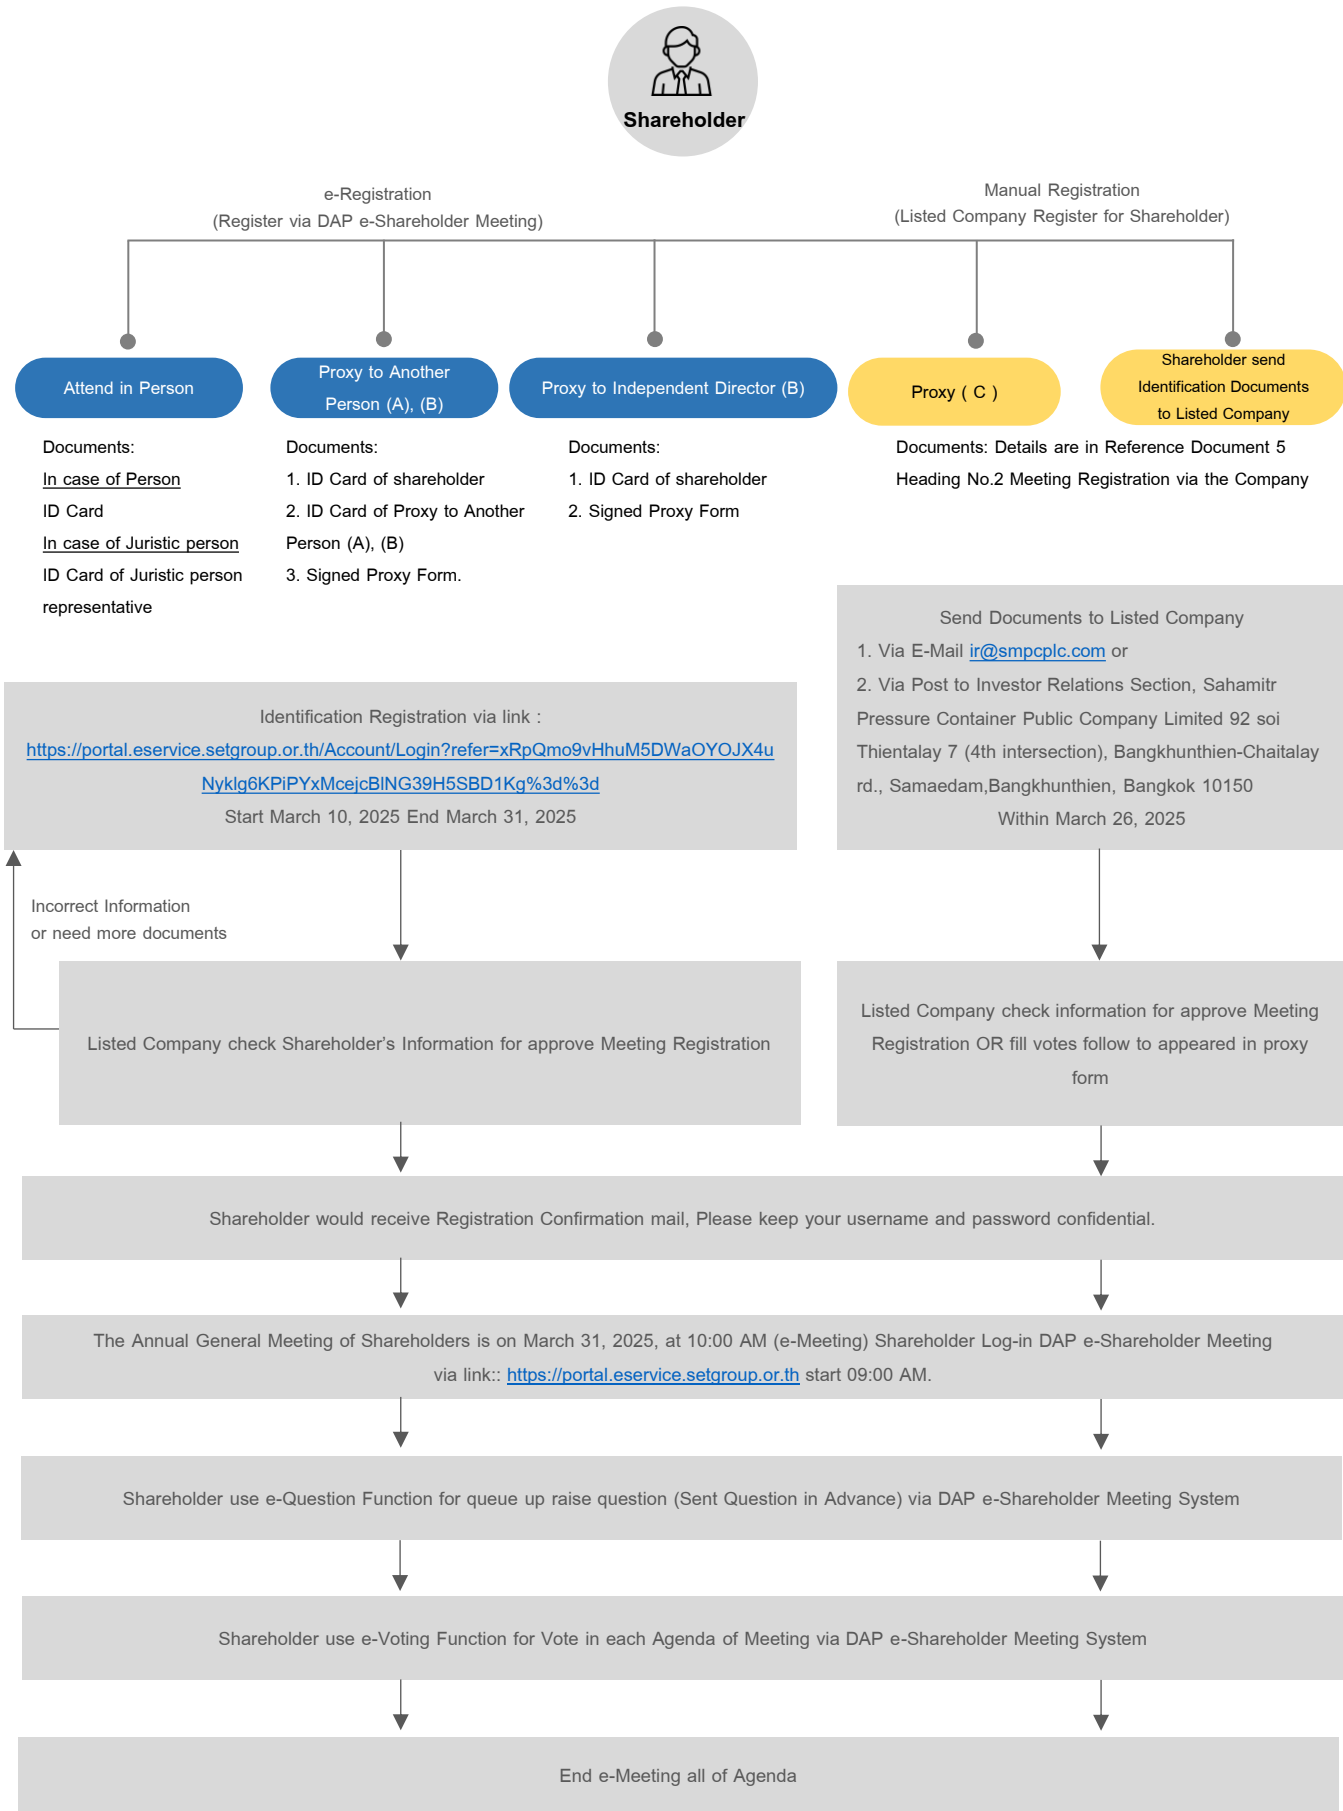 Shareholder
e-Registration
(Register via DAP e-Shareholder Meeting)
Manual Registration
(Listed Company Register for Shareholder)
Attend in Person
Proxy to Another
Person (A), (B)
Proxy to Independent Director (B)
Proxy ( C )
Shareholder send
Identification Documents
to Listed Company
Documents:
In case of Person
ID Card
In case of Juristic person
ID Card of Juristic person
representative
Documents:
1. ID Card of shareholder
2. ID Card of Proxy to Another
Person (A), (B)
3. Signed Proxy Form.
Documents:
1. ID Card of shareholder
2. Signed Proxy Form
Documents: Details are in Reference Document 5
Heading No.2 Meeting Registration via the Company
Send Documents to Listed Company
1. Via E-Mail ir@smpcplc.com or
2. Via Post to Investor Relations Section, Sahamitr
Pressure Container Public Company Limited 92 soi
Thientalay 7 (4th intersection), Bangkhunthien-Chaitalay
rd., Samaedam,Bangkhunthien, Bangkok 10150
Within March 26, 2025
Identification Registration via link :
https://portal.eservice.setgroup.or.th/Account/Login?refer=xRpQmo9vHhuM5DWaOYOJX4u
Nyklg6KPiPYxMcejcBlNG39H5SBD1Kg%3d%3d
Start March 10, 2025 End March 31, 2025
Incorrect Information
or need more documents
Listed Company check Shareholder’s Information for approve Meeting Registration
Listed Company check information for approve Meeting
Registration OR fill votes follow to appeared in proxy
form
Shareholder would receive Registration Confirmation mail, Please keep your username and password confidential.
The Annual General Meeting of Shareholders is on March 31, 2025, at 10:00 AM (e-Meeting) Shareholder Log-in DAP e-Shareholder Meeting
via link:: https://portal.eservice.setgroup.or.th start 09:00 AM.
Shareholder use e-Question Function for queue up raise question (Sent Question in Advance) via DAP e-Shareholder Meeting System
Shareholder use e-Voting Function for Vote in each Agenda of Meeting via DAP e-Shareholder Meeting System
End e-Meeting all of Agenda